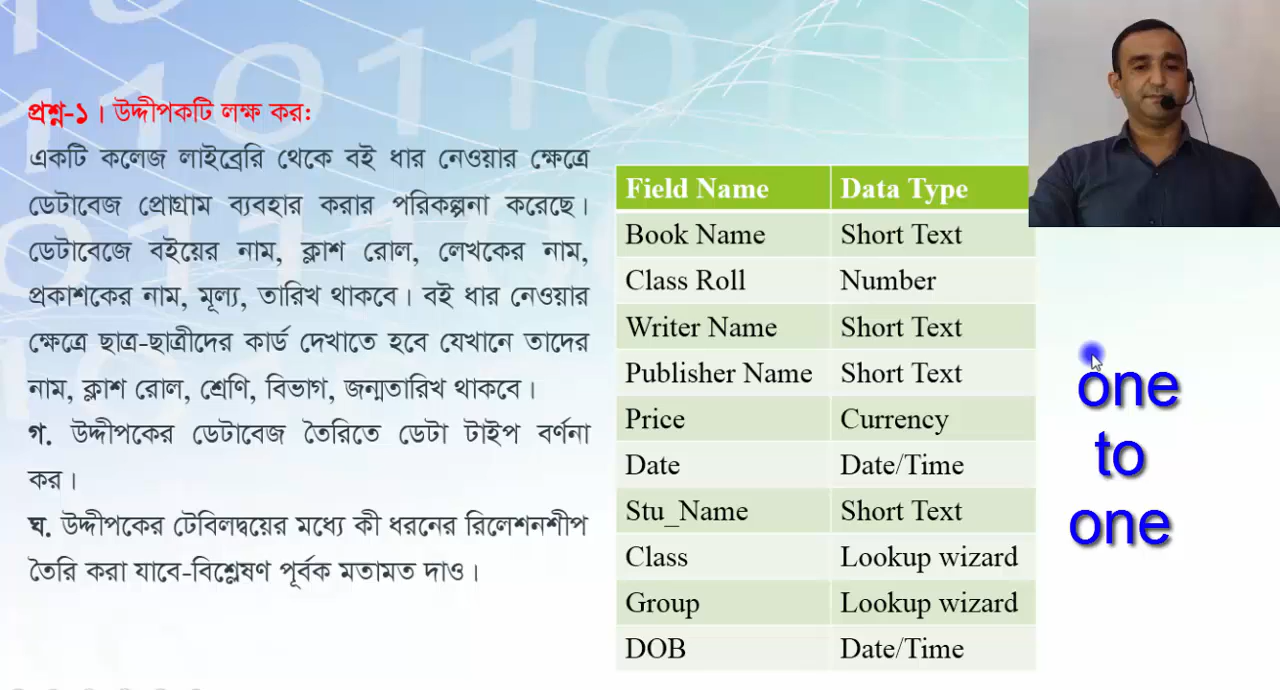 প্রশ্ন-১। উদ্দীপকটি লক্ষ কর:
একটি কলেজ লাইব্রেরি থেকে বই ধার নেওয়ার ক্ষেত্রে
ডেটাবেজ প্রোগ্রাম ব্যবহার করার পরিকল্পনা করেছে।
ডেটাবেজে বইয়ের নাম, ক্লাশ রোল, লেখকের নাম,
প্রকাশকের নাম, মূল্য, তারিখ থাকবে। বই ধার নেওয়ার
ক্ষেত্রে ছাত্র-ছাত্রীদের কার্ড দেখাতে হবে যেখানে তাদের
নাম, ক্লাশ রোল, শ্রেণি, বিভাগ, জন্মতারিখ থাকবে।
গ. উদ্দীপকের ডেটাবেজ তৈরিতে ডেটা টাইপ বর্ণনা
কর।
ঘ. উদ্দীপকের টেবিলদ্বয়ের মধ্যে কী ধরনের রিলেশনশীপ
তৈরি করা যাবে-বিশ্লেষণ পূর্বক মতামত দাও।
Field Name Data Type
Book Name Short Text
Class Roll Number
Writer Name Short Text
Publisher Name Short Text
Price Currency
Date Date/Time
Stu_Name Short Text
Class Lookup wizard
Group Lookup wizard
DOB Date/Time
one
to
one